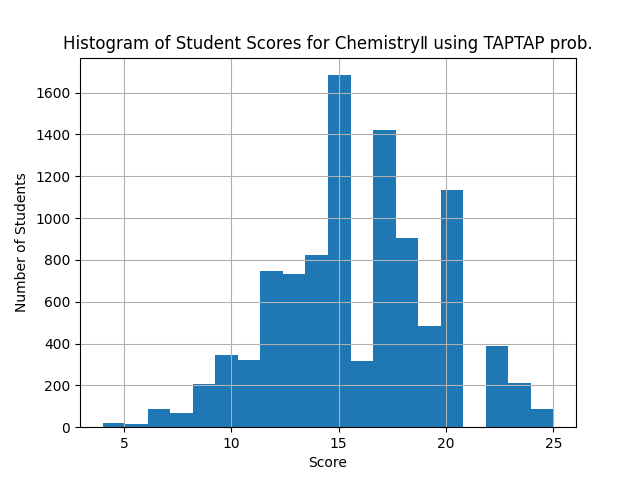 Histogram of Student Scores for ChemistryⅡ using TAPTAP prob.
1600
1400
1200
1000
800
600
400
200
0
Number of Students
5 10 15 20 25
Score